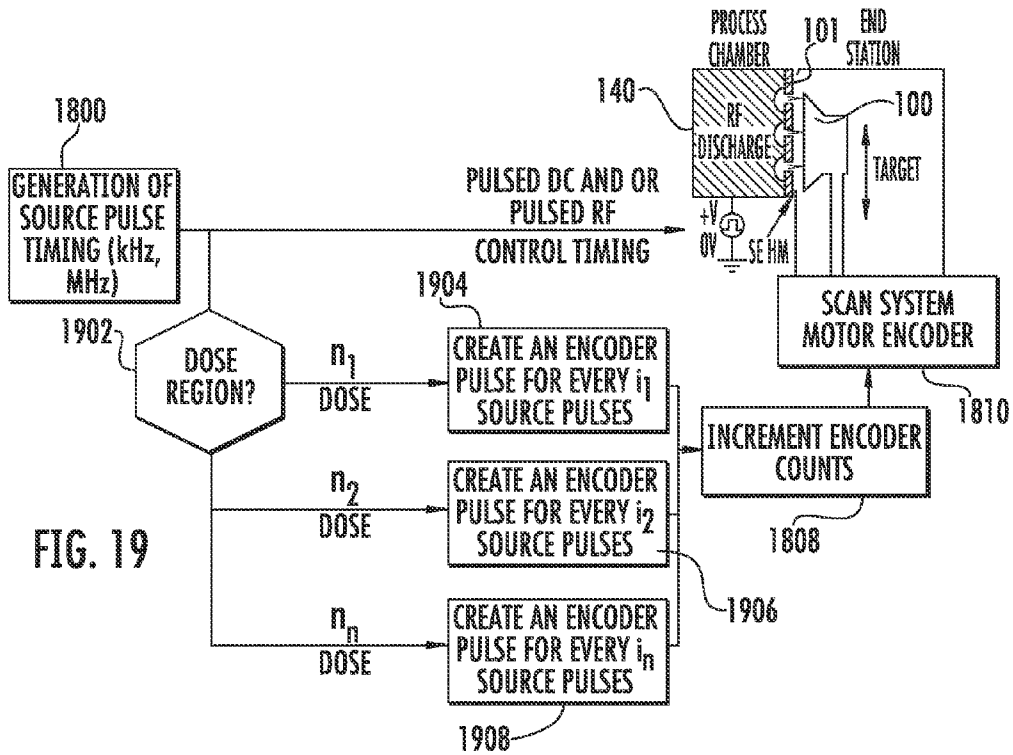 PROCESS
CHAMBER
101
END
STATION
140
RF
DISCHARGE
100
TARGET
+V
0V
SE HM
1800
GENERATION OF
SOURCE PULSE
TIMING (kHz,
MHz)
PULSED DC AND OR
PULSED RF
CONTROL TIMING
1902
DOSE
REGION?
n1
DOSE
1904
CREATE AN ENCODER
PULSE FOR EVERY i1
SOURCE PULSES
SCAN SYSTEM
MOTOR ENCODER
1810
INCREMENT ENCODER
COUNTS
1808
n2
DOSE
CREATE AN ENCODER
PULSE FOR EVERY i2
SOURCE PULSES
1906
FIG. 19
nn
DOSE
CREATE AN ENCODER
PULSE FOR EVERY in
SOURCE PULSES
1908